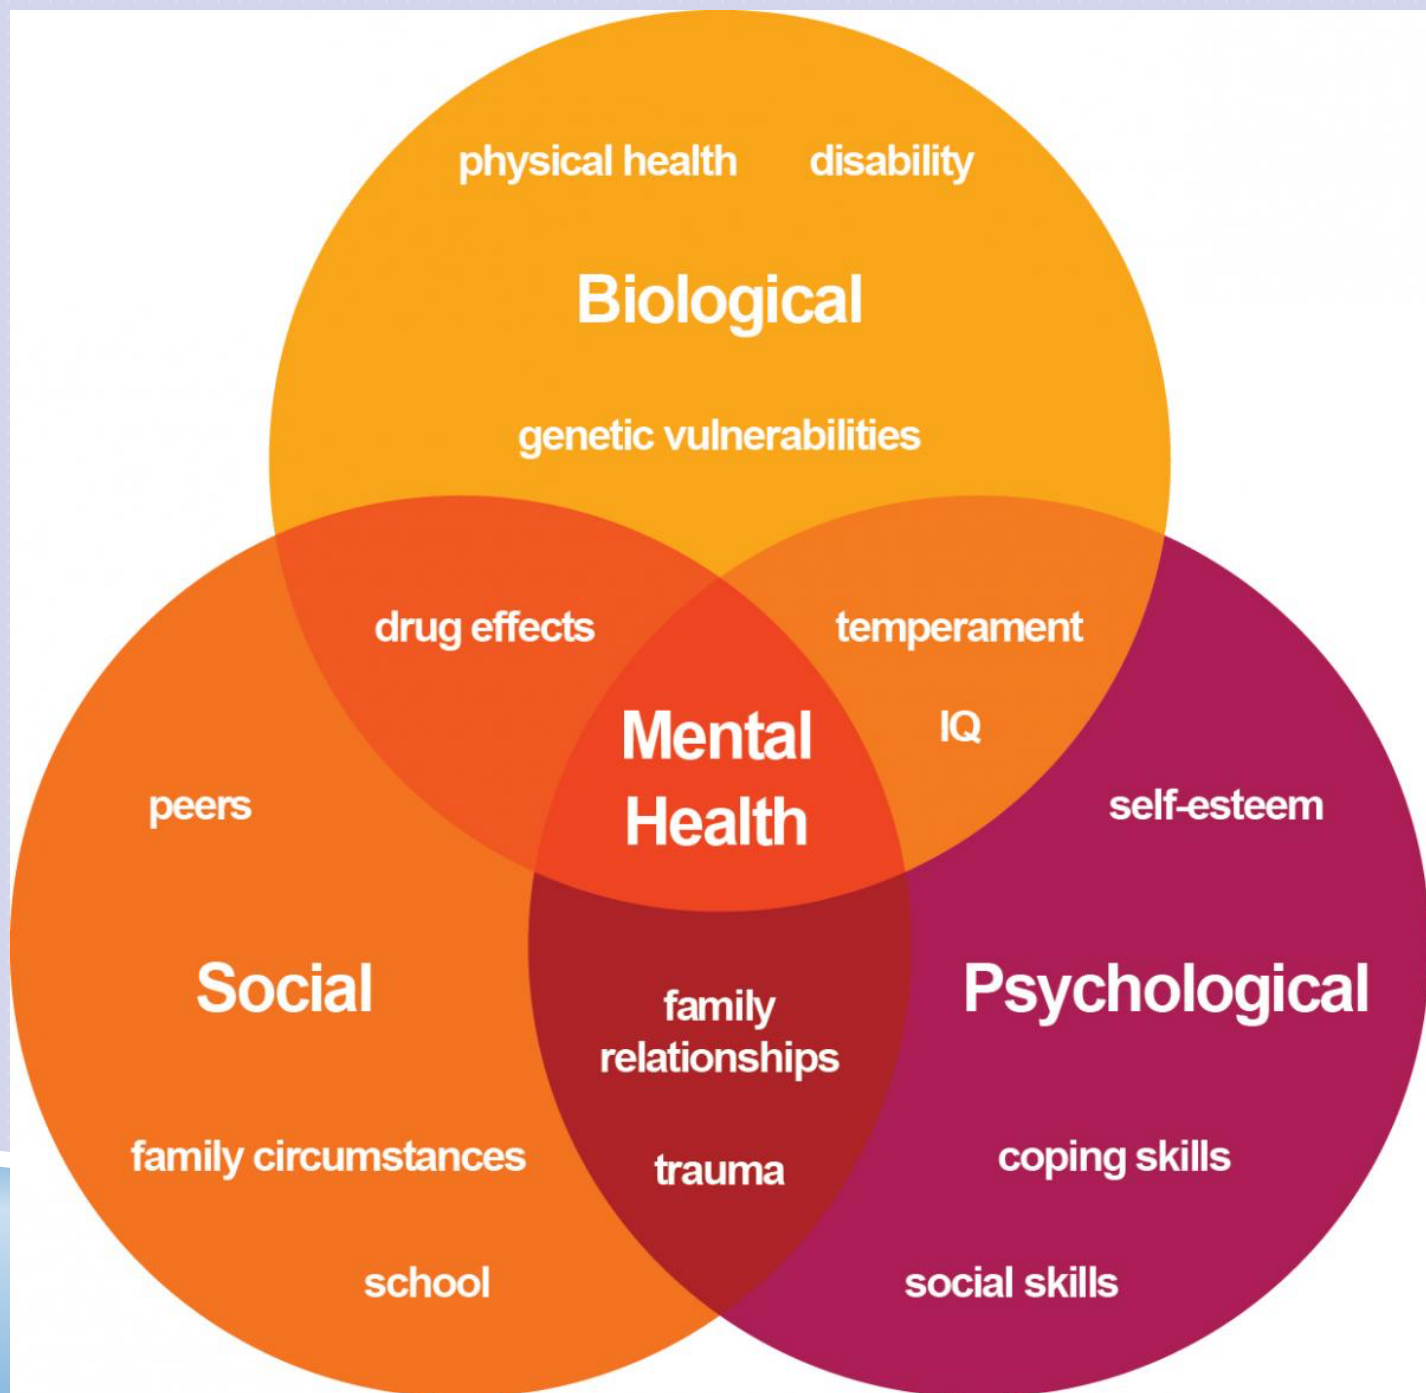 physical health disability
Biological
genetic vulnerabilities
drug effects
temperament
Mental
Health
IQ
peers
self-esteem
Social
Psychological
family
relationships
family circumstances
trauma
coping skills
school
social skills